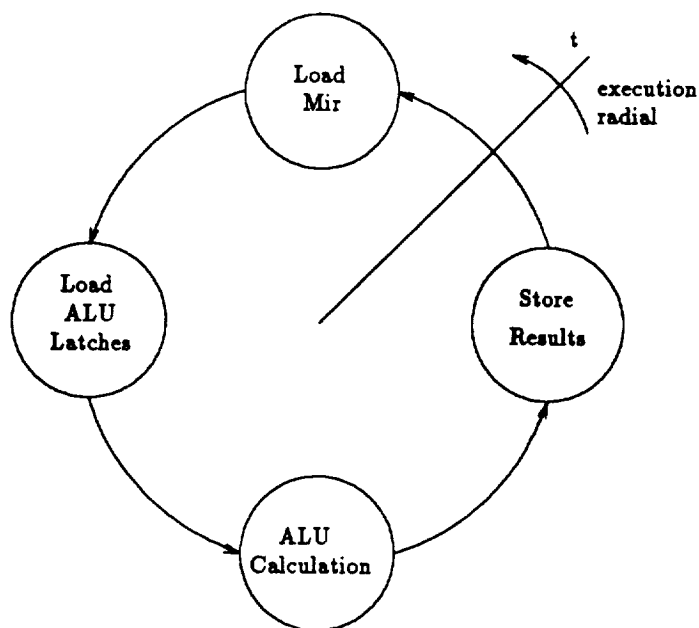 t
Load
Mir
execution
radial
Load
ALU
Latches
Store
Results
ALU
Calculation